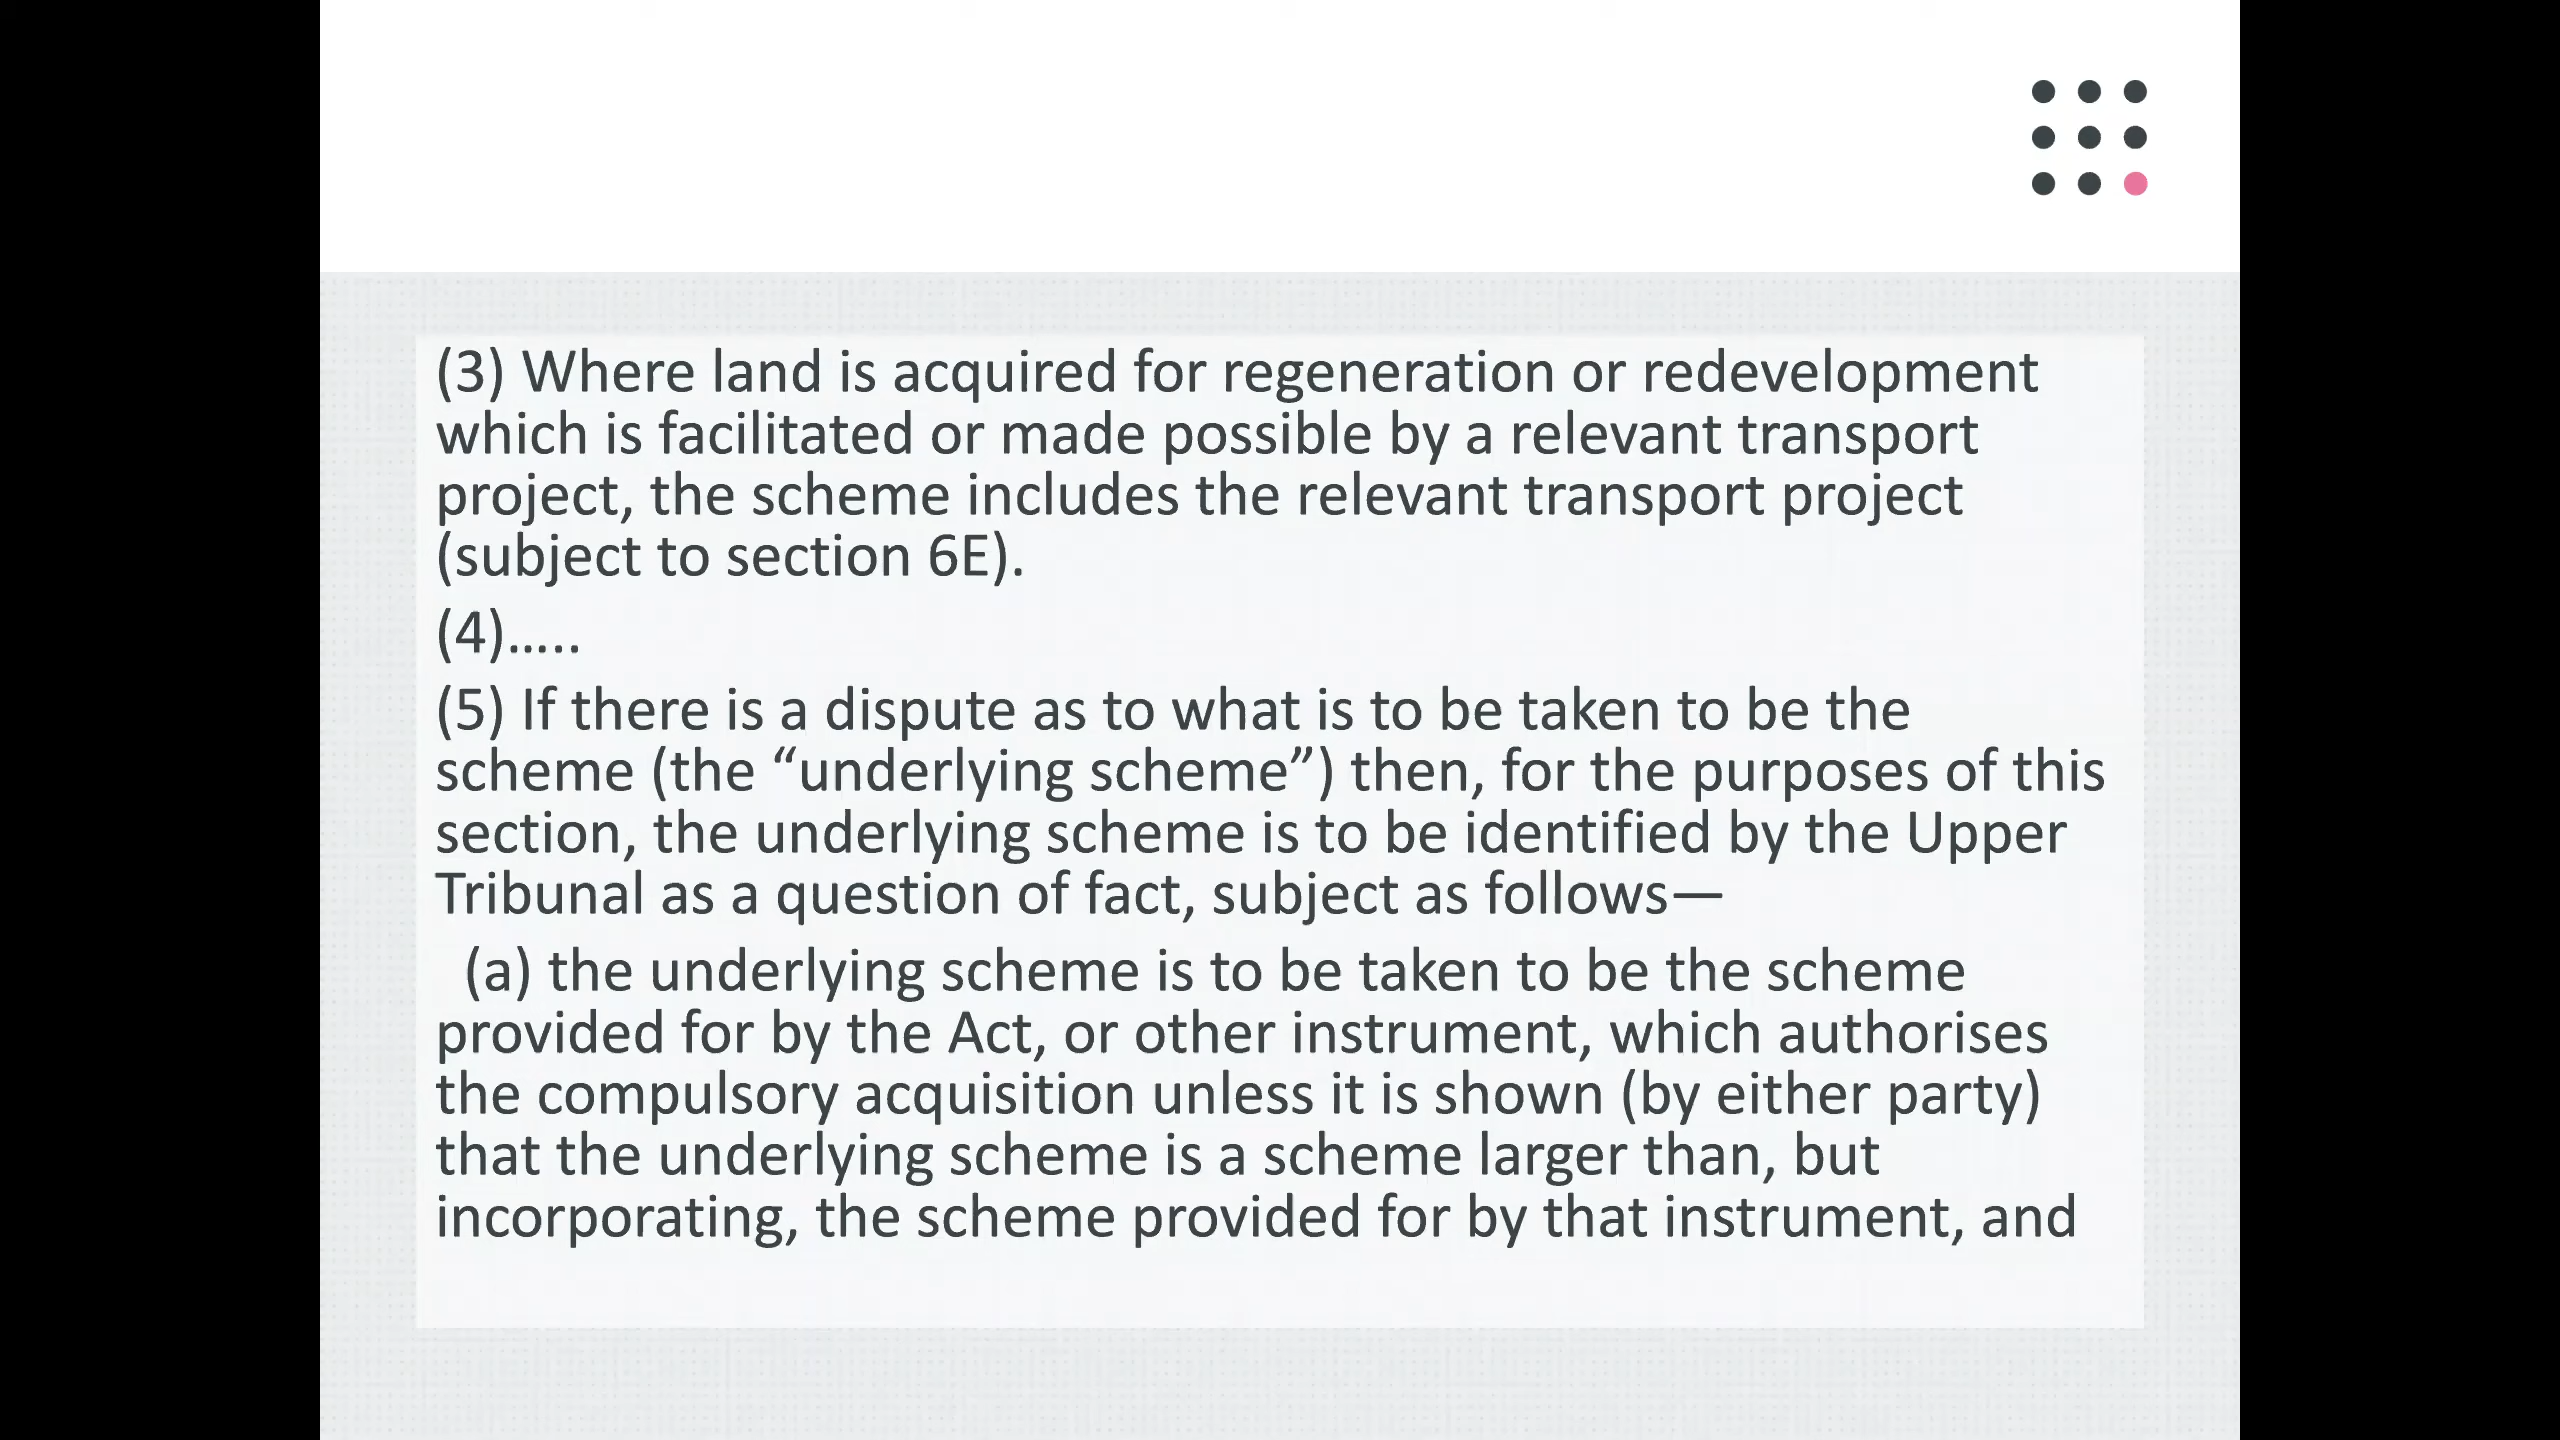 (3) Where land is acquired for regeneration or redevelopment
which is facilitated or made possible by a relevant transport
project, the scheme includes the relevant transport project
(subject to section 6E).
(4)…..
(5) If there is a dispute as to what is to be taken to be the
scheme (the “underlying scheme”) then, for the purposes of this
section, the underlying scheme is to be identified by the Upper
Tribunal as a question of fact, subject as follows—
(a) the underlying scheme is to be taken to be the scheme
provided for by the Act, or other instrument, which authorises
the compulsory acquisition unless it is shown (by either party)
that the underlying scheme is a scheme larger than, but
incorporating, the scheme provided for by that instrument, and